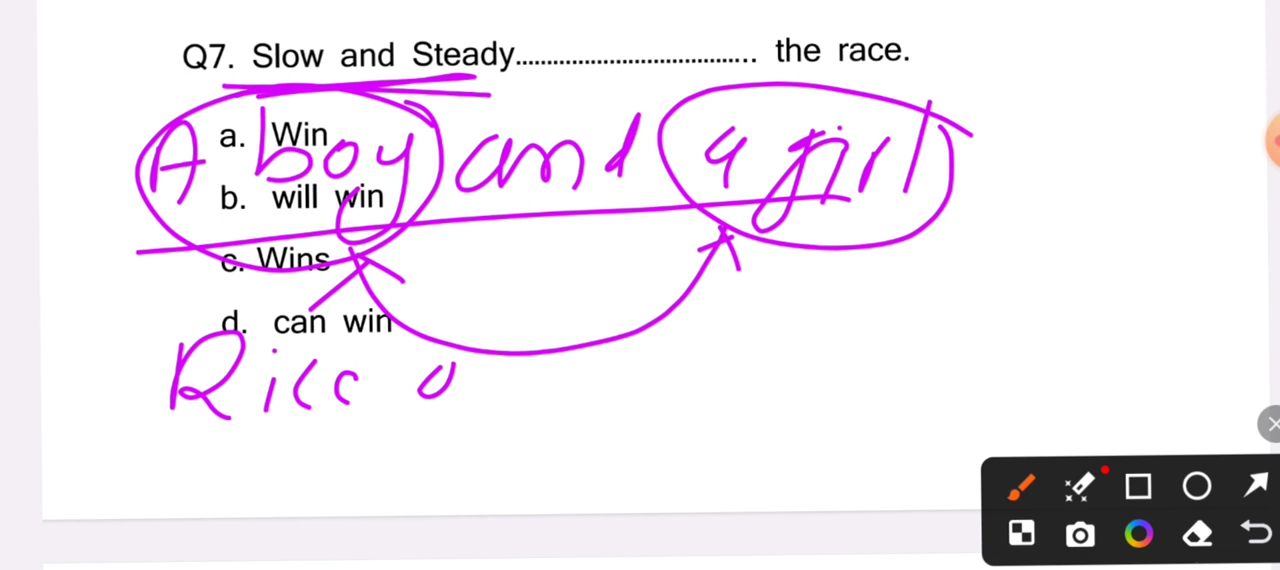 Q7. Slow and Steady.................................... the race.
a. Win
A boy and a girl
b. will win
c. Wins
d. can win